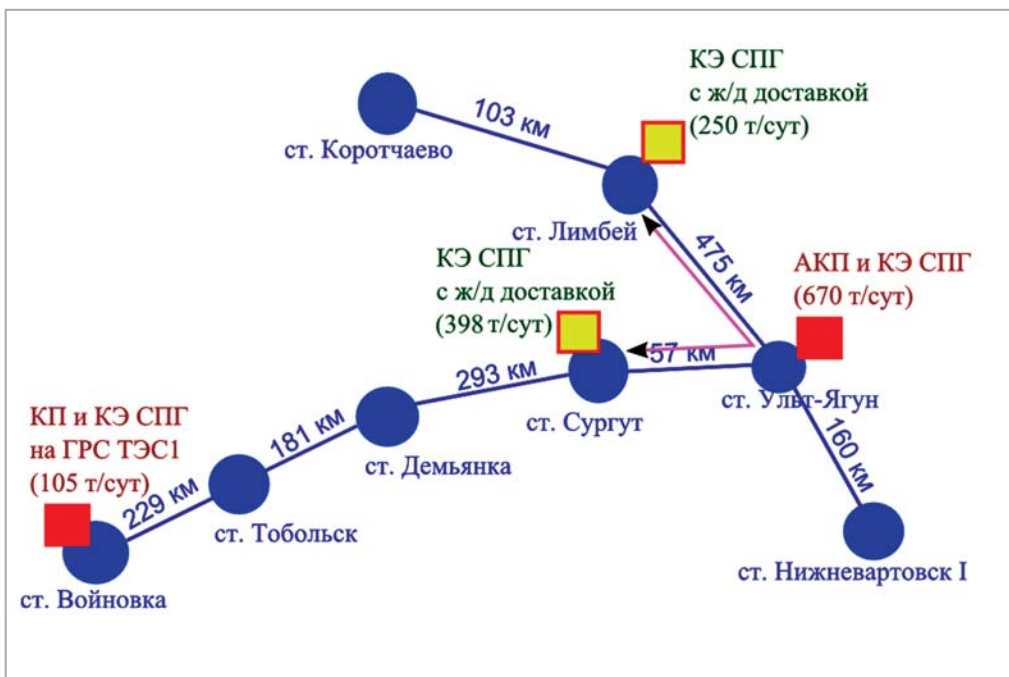 КЭ СПГ
с ж/д доставкой
(250 т/сут)
103 км
ст. Коротчаево
ст. Лимбей
475 км
КЭ СПГ
с ж/д доставкой
(398 т/сут)
АКП и КЭ СПГ
(670 т/сут)
57 км
293 км
ст. Ульт-Ягун
ст. Сургут
КП и КЭ СПГ
на ГРС ТЭС1
(105 т/сут)
181 км
ст. Демьянка
160 км
229 км
ст. Тобольск
ст. Нижневартовск I
ст. Войновка